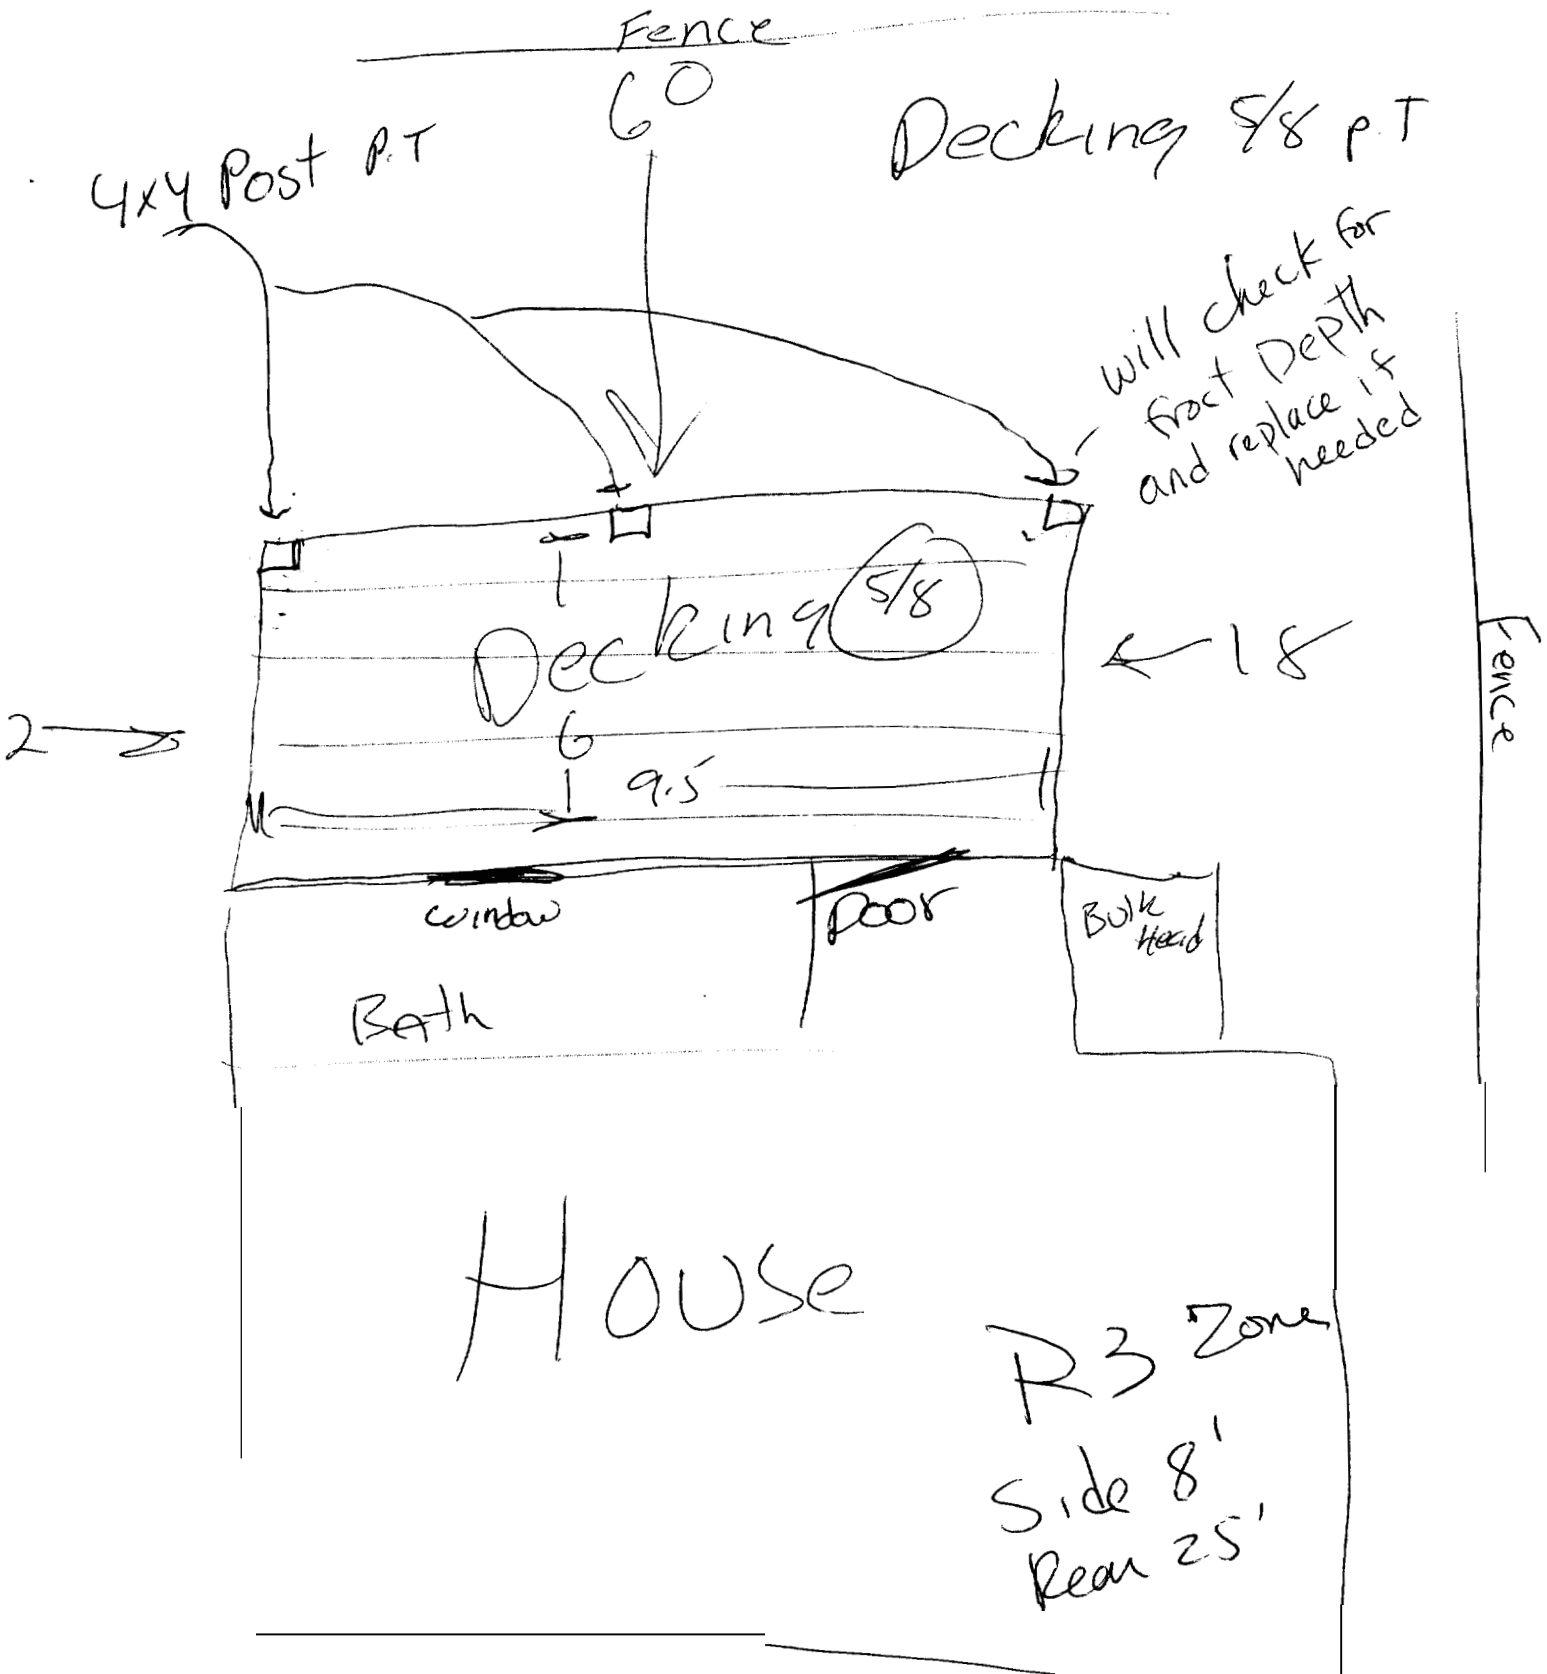 Fence
60
Decking 5/8 P.T
4x4 Post P.T
will check for
frost Depth
and replace if
needed
Decking 5/8
18
Fence
2
6
9.5
window
Door
Bulk
Head
Bath
House
R3 Zone
Side 8'
Rear 25'